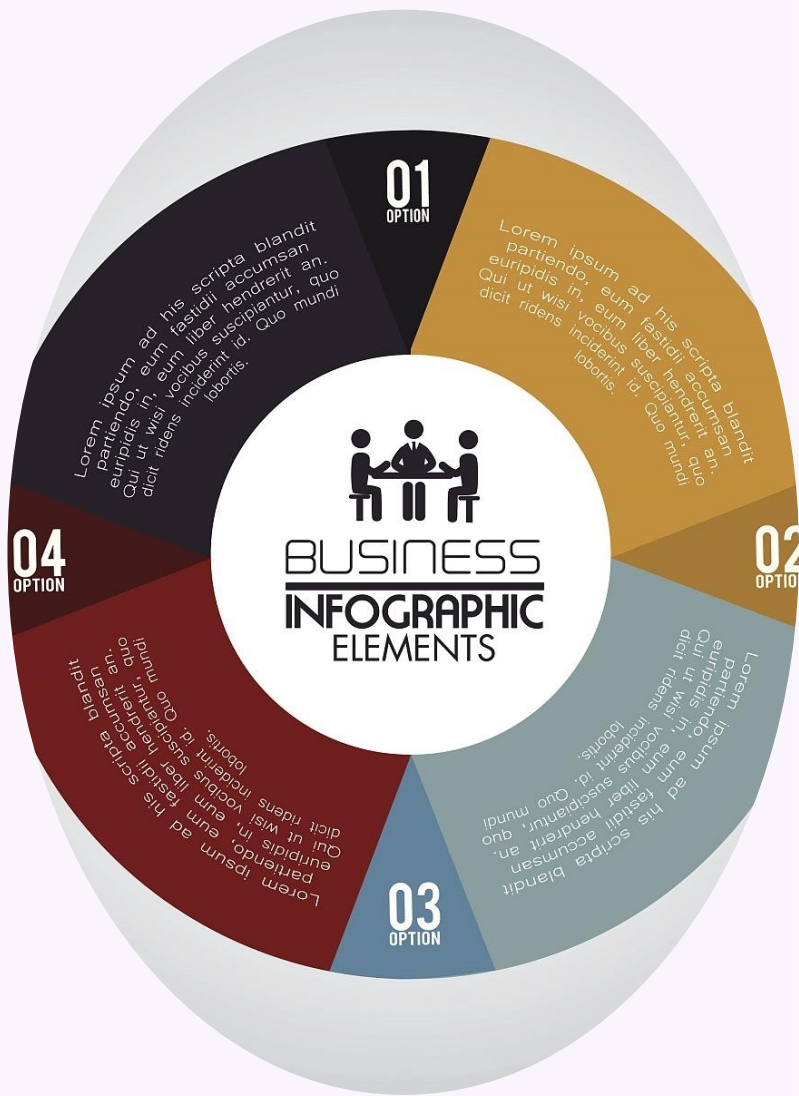 01
OPTION
Lorem ipsum ad his scripta blandit
partiendo, eum fastidii accumsan
euripidis in, eum liber hendrerit an.
Qui ut wisi vocibus suscipiantur, quo
dicit ridens inciderint id. Quo mundi
lobortis.
Lorem ipsum ad his scripta blandit
partiendo, eum fastidii accumsan
euripidis in, eum liber hendrerit an.
Qui ut wisi vocibus suscipiantur, quo
dicit ridens inciderint id. Quo mundi
lobortis.
BUSINESS
INFOGRAPHIC
ELEMENTS
04
OPTION
02
OPTIO
Lorem ipsum ad his scripta blandit
partiendo, eum fastidii accumsan
euripidis in, eum liber hendrerit an.
Qui ut wisi vocibus suscipiantur, quo
dicit ridens inciderint id. Quo mundi
lobortis.
Lorem ipsum ad his scripta blandit
partiendo, eum fastidii accumsan
euripidis in, eum liber hendrerit an.
Qui ut wisi vocibus suscipiantur, quo
dicit ridens inciderint id. Quo mundi
lobortis.
03
OPTION